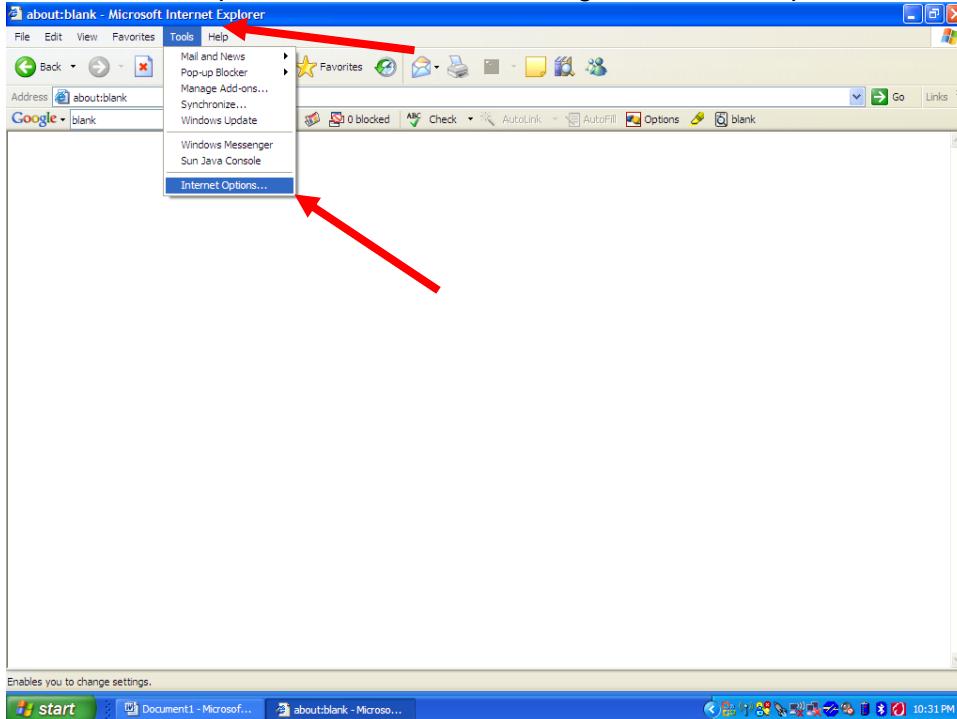 about:blank - Microsoft Internet Explorer
File Edit View Favorites Tools Help
Back Favorites
Mail and News
Pop-up Blocker
Manage Add-ons...
Synchronize...
Windows Update
Windows Messenger
Sun Java Console
Internet Options...
Address about:blank Go Links
Google blank 0 blocked ABC Check AutoLink AutoFill Options blank
Enables you to change settings.
start Document1 - Microsof... about:blank - Microso... 10:31 PM